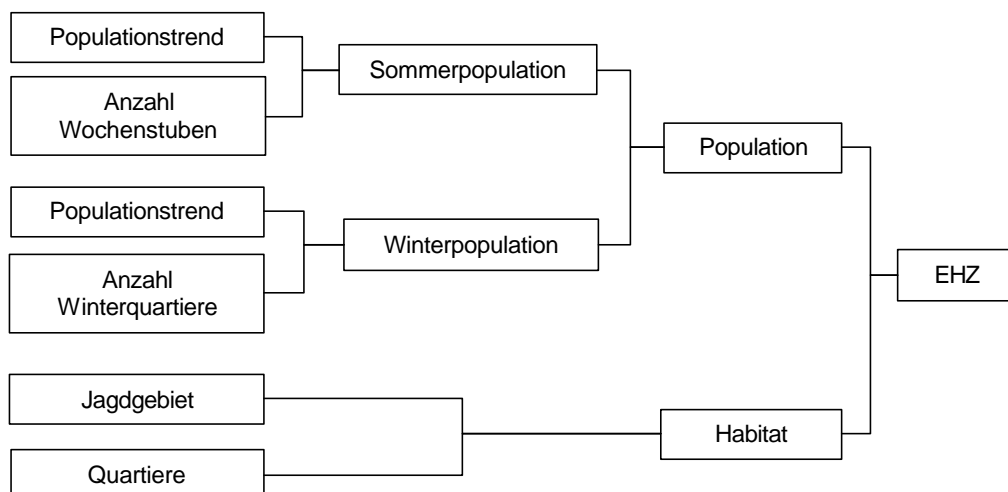 Populationstrend
Anzahl
Wochenstuben
Sommerpopulation
Population
Populationstrend
Anzahl
Winterquartiere
Winterpopulation
EHZ
Jagdgebiet
Quartiere
Habitat